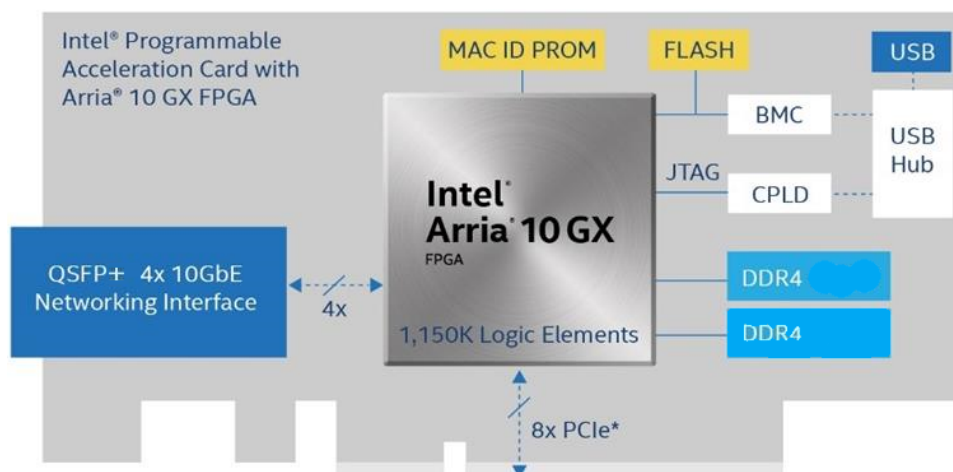 Intel® Programmable
Acceleration Card with
Arria® 10 GX FPGA
MAC ID PROM
FLASH
USB
BMC
USB
Hub
JTAG
CPLD
Intel®
Arria® 10 GX
FPGA
1,150K Logic Elements
QSFP+ 4x 10GbE
Networking Interface
4x
DDR4
DDR4
8x PCIe*